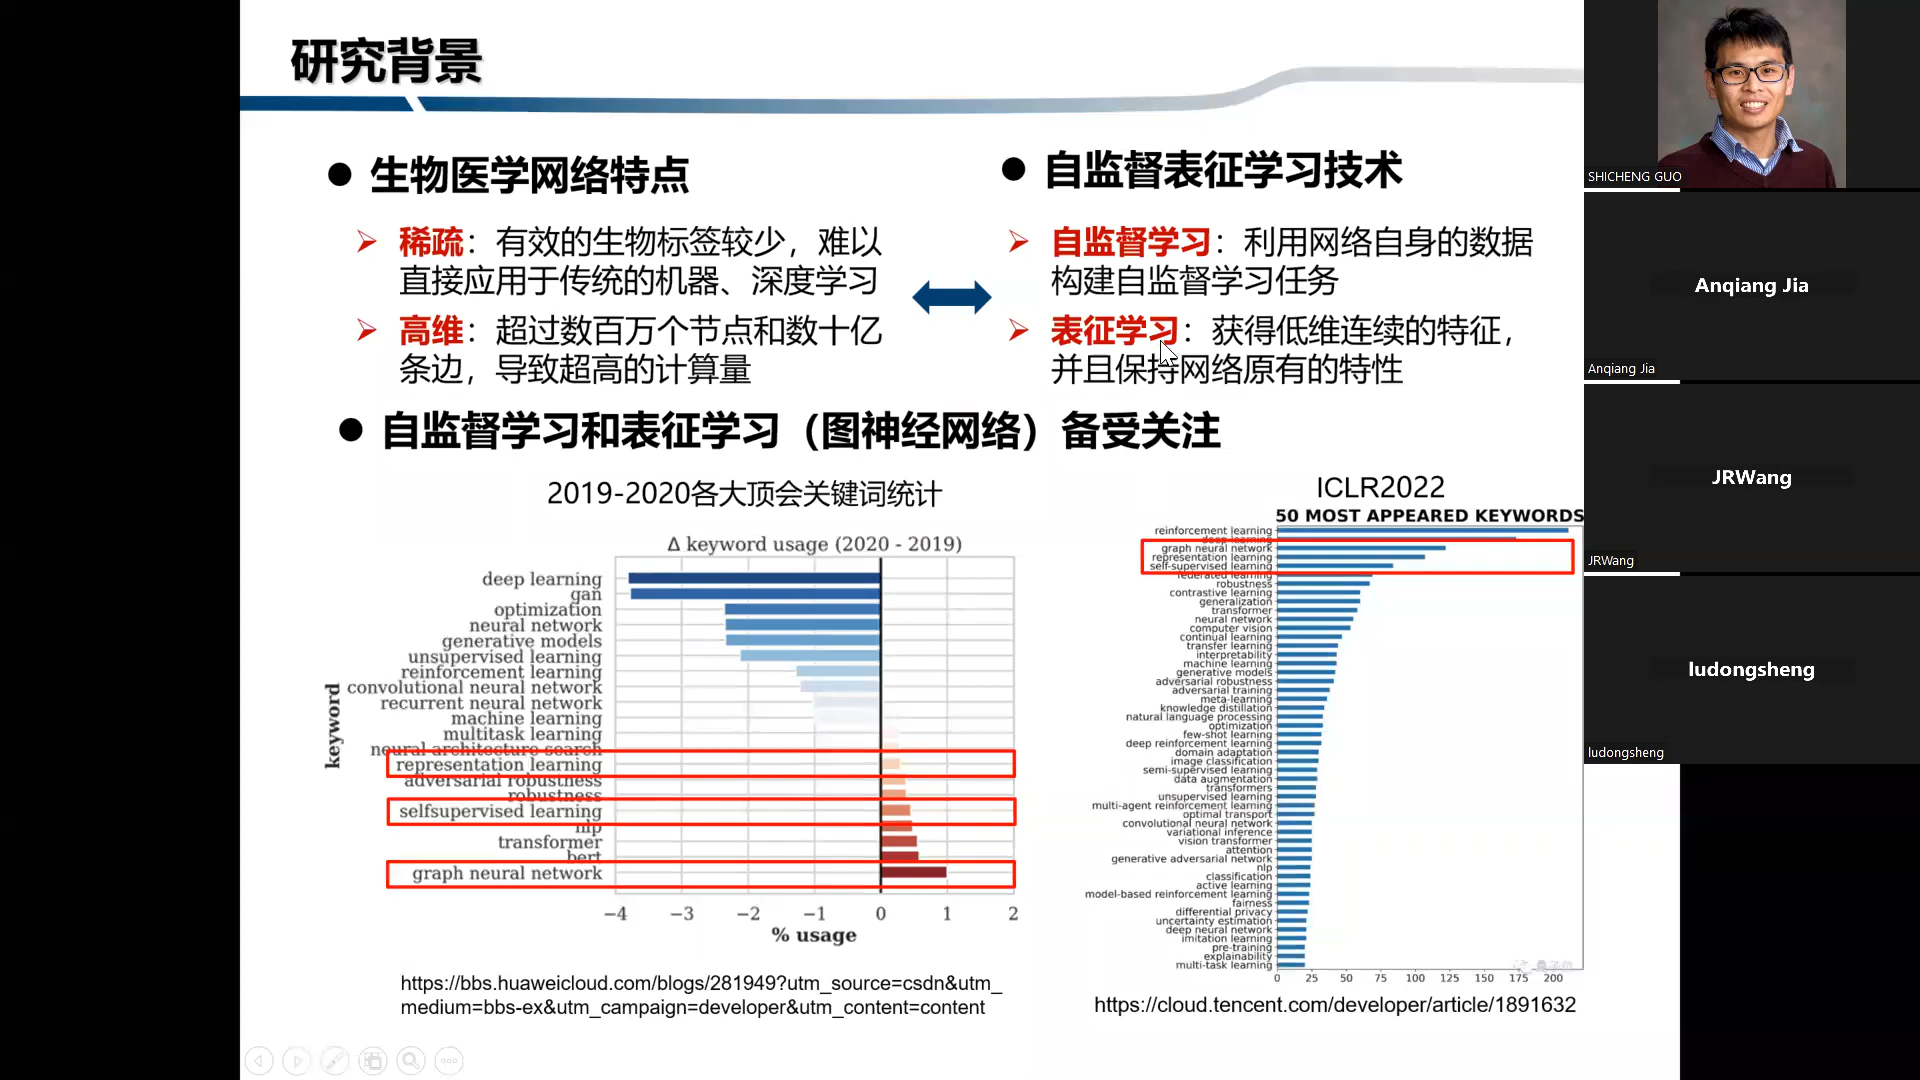 研究背景
生物医学网络特点
稀疏：有效的生物标签较少，难以
直接应用于传统的机器、深度学习
高维：超过数百万个节点和数十亿
条边，导致超高的计算量
自监督表征学习技术
自监督学习：利用网络自身的数据
构建自监督学习任务
表征学习：获得低维连续的特征，
并且保持网络原有的特性
自监督学习和表征学习（图神经网络）备受关注
2019-2020各大顶会关键词统计
Δ keyword usage (2020 - 2019)
keyword
deep learning
gan
optimization
neural network
generative models
unsupervised learning
reinforcement learning
convolutional neural network
recurrent neural network
machine learning
multitask learning
neural architecture search
representation learning
adversarial robustness
robustness
selfsupervised learning
nlp
transformer
bert
graph neural network
−4 −3 −2 −1 0 1 2
% usage
https://bbs.huaweicloud.com/blogs/281949?utm_source=csdn&utm_
medium=bbs-ex&utm_campaign=developer&utm_content=content
ICLR2022
50 MOST APPEARED KEYWORDS
reinforcement learning
deep learning
graph neural network
representation learning
self-supervised learning
federated learning
robustness
contrastive learning
generalization
transformer
neural network
computer vision
continual learning
transfer learning
interpretability
machine learning
generative models
adversarial robustness
adversarial training
meta-learning
knowledge distillation
natural language processing
optimization
few-shot learning
deep reinforcement learning
domain adaptation
image classification
semi-supervised learning
data augmentation
transformers
unsupervised learning
multi-agent reinforcement learning
optimal transport
convolutional neural network
variational inference
vision transformer
attention
generative adversarial network
nlp
classification
active learning
model-based reinforcement learning
fairness
differential privacy
uncertainty estimation
deep neural network
imitation learning
pre-training
explainability
multi-task learning
0 25 50 75 100 125 150 175 200
https://cloud.tencent.com/developer/article/1891632
SHICHENG GUO
Anqiang Jia
Anqiang Jia
JRWang
JRWang
ludongsheng
ludongsheng